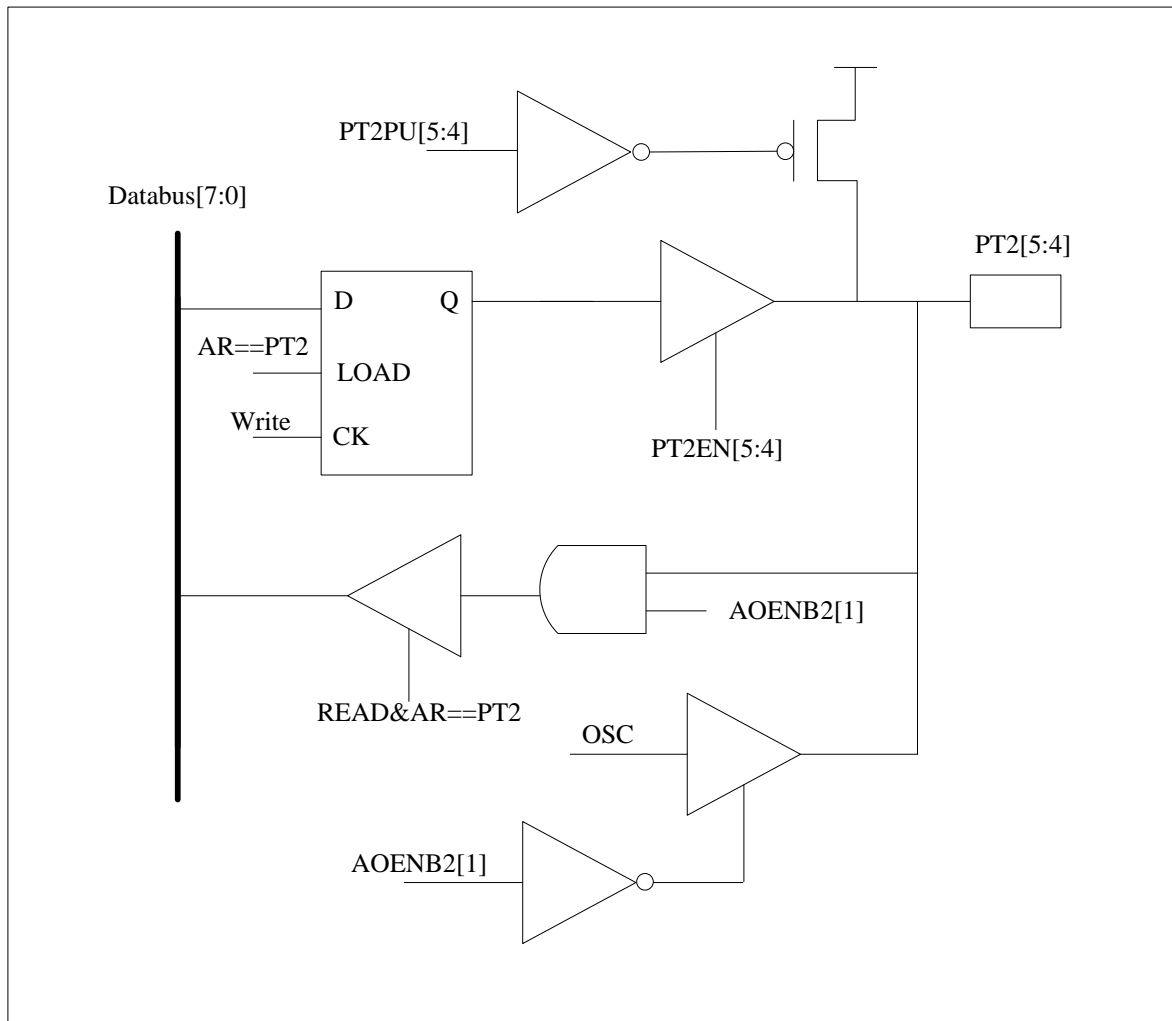 PT2PU[5:4]
Databus[7:0]
PT2[5:4]
D
Q
AR==PT2
LOAD
Write
CK
PT2EN[5:4]
AOENB2[1]
READ&AR==PT2
OSC
AOENB2[1]